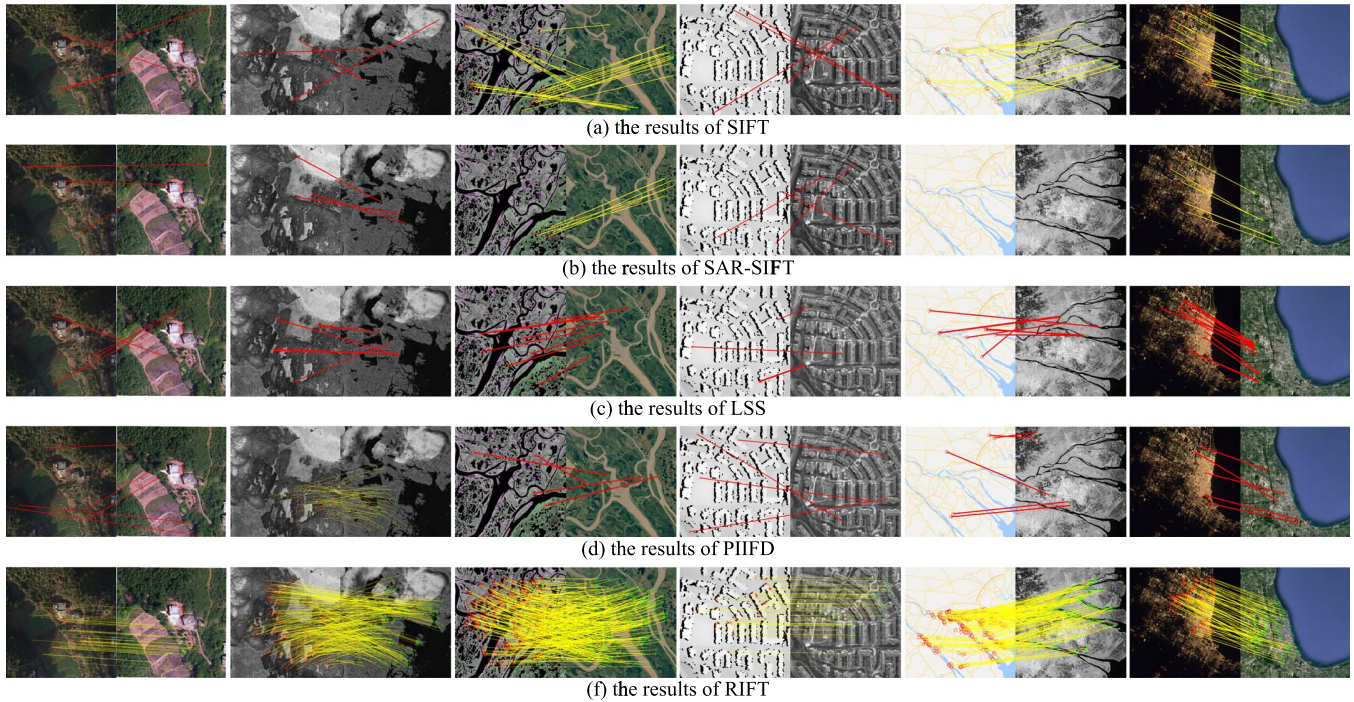 (a) the results of SIFT
(b) the results of SAR-SIFT
(c) the results of LSS
(d) the results of PIIFD
(f) the results of RIFT